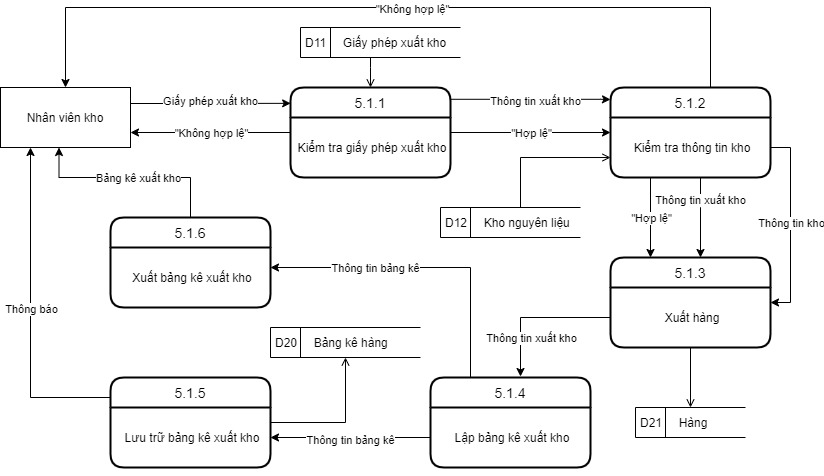 "Không hợp lệ"
D11 Giấy phép xuất kho
Nhân viên kho
Giấy phép xuất kho
"Không hợp lệ"
5.1.1
Kiểm tra giấy phép xuất kho
Thông tin xuất kho
"Hợp lệ"
5.1.2
Kiểm tra thông tin kho
Bảng kê xuất kho
D12 Kho nguyên liệu
Thông tin xuất kho
"Hợp lệ"
Thông tin kho
5.1.6
Xuất bảng kê xuất kho
Thông tin bảng kê
5.1.3
Xuất hàng
Thông báo
D20 Bảng kê hàng
Thông tin xuất kho
5.1.5
Lưu trữ bảng kê xuất kho
Thông tin bảng kê
5.1.4
Lập bảng kê xuất kho
D21 Hàng